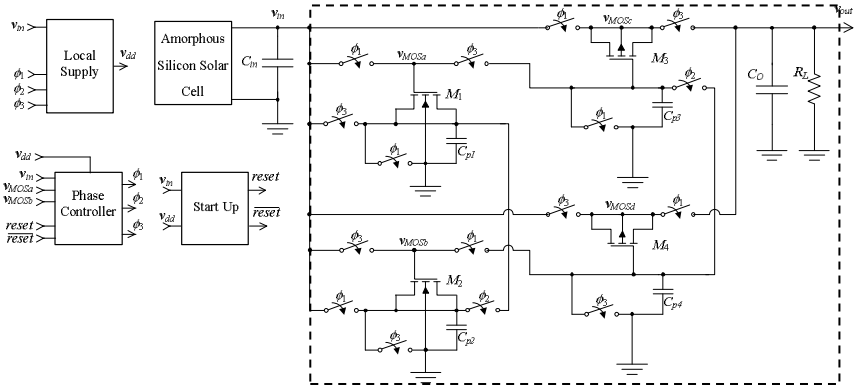 v_in
Local
Supply
v_dd
ϕ1
ϕ2
ϕ3
Amorphous
Silicon Solar
Cell
v_in
C_in
v_dd
v_in
v_MOSa
v_MOSb
reset
reset
Phase
Controller
ϕ1
ϕ2
ϕ3
v_in
v_dd
Start Up
reset
reset
ϕ1
v_MOSc
ϕ3
v_out
M3
ϕ1
v_MOSa
ϕ3
ϕ2
C_O
R_L
M1
ϕ3
C_p1
ϕ1
ϕ1
C_p3
ϕ3
v_MOSd
ϕ1
M4
ϕ3
v_MOSb
ϕ1
M2
ϕ1
ϕ2
C_p2
ϕ3
ϕ3
C_p4